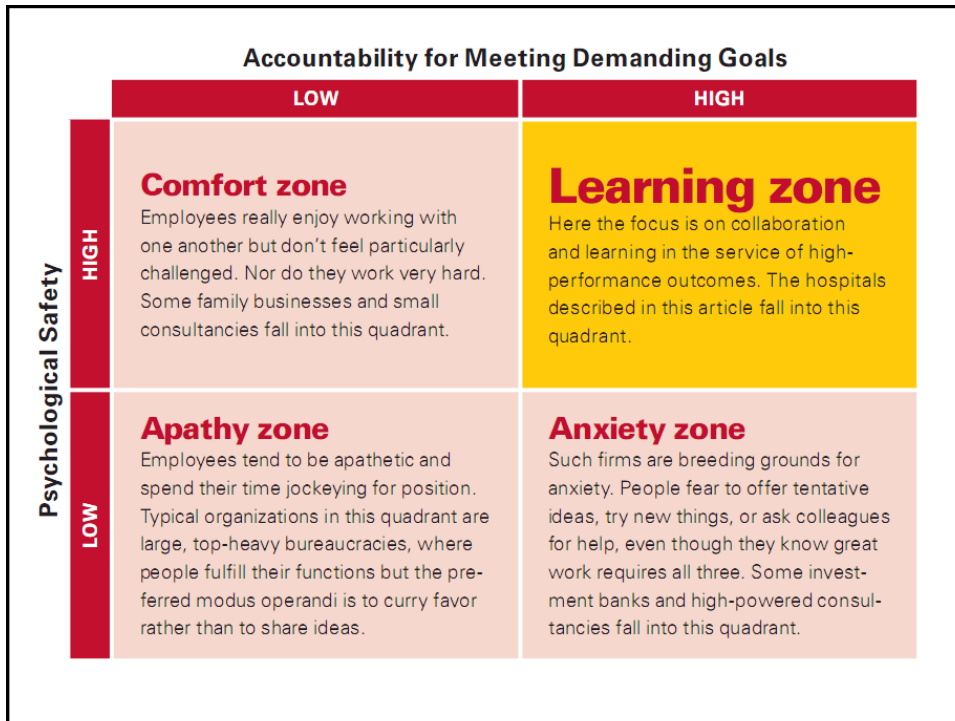 Accountability for Meeting Demanding Goals
LOW
HIGH
Psychological Safety
HIGH
Comfort zone
Employees really enjoy working with
one another but don't feel particularly
challenged. Nor do they work very hard.
Some family businesses and small
consultancies fall into this quadrant.
Learning zone
Here the focus is on collaboration
and learning in the service of high-
performance outcomes. The hospitals
described in this article fall into this
quadrant.
LOW
Apathy zone
Employees tend to be apathetic and
spend their time jockeying for position.
Typical organizations in this quadrant are
large, top-heavy bureaucracies, where
people fulfill their functions but the pre-
ferred modus operandi is to curry favor
rather than to share ideas.
Anxiety zone
Such firms are breeding grounds for
anxiety. People fear to offer tentative
ideas, try new things, or ask colleagues
for help, even though they know great
work requires all three. Some invest-
ment banks and high-powered consul-
tancies fall into this quadrant.